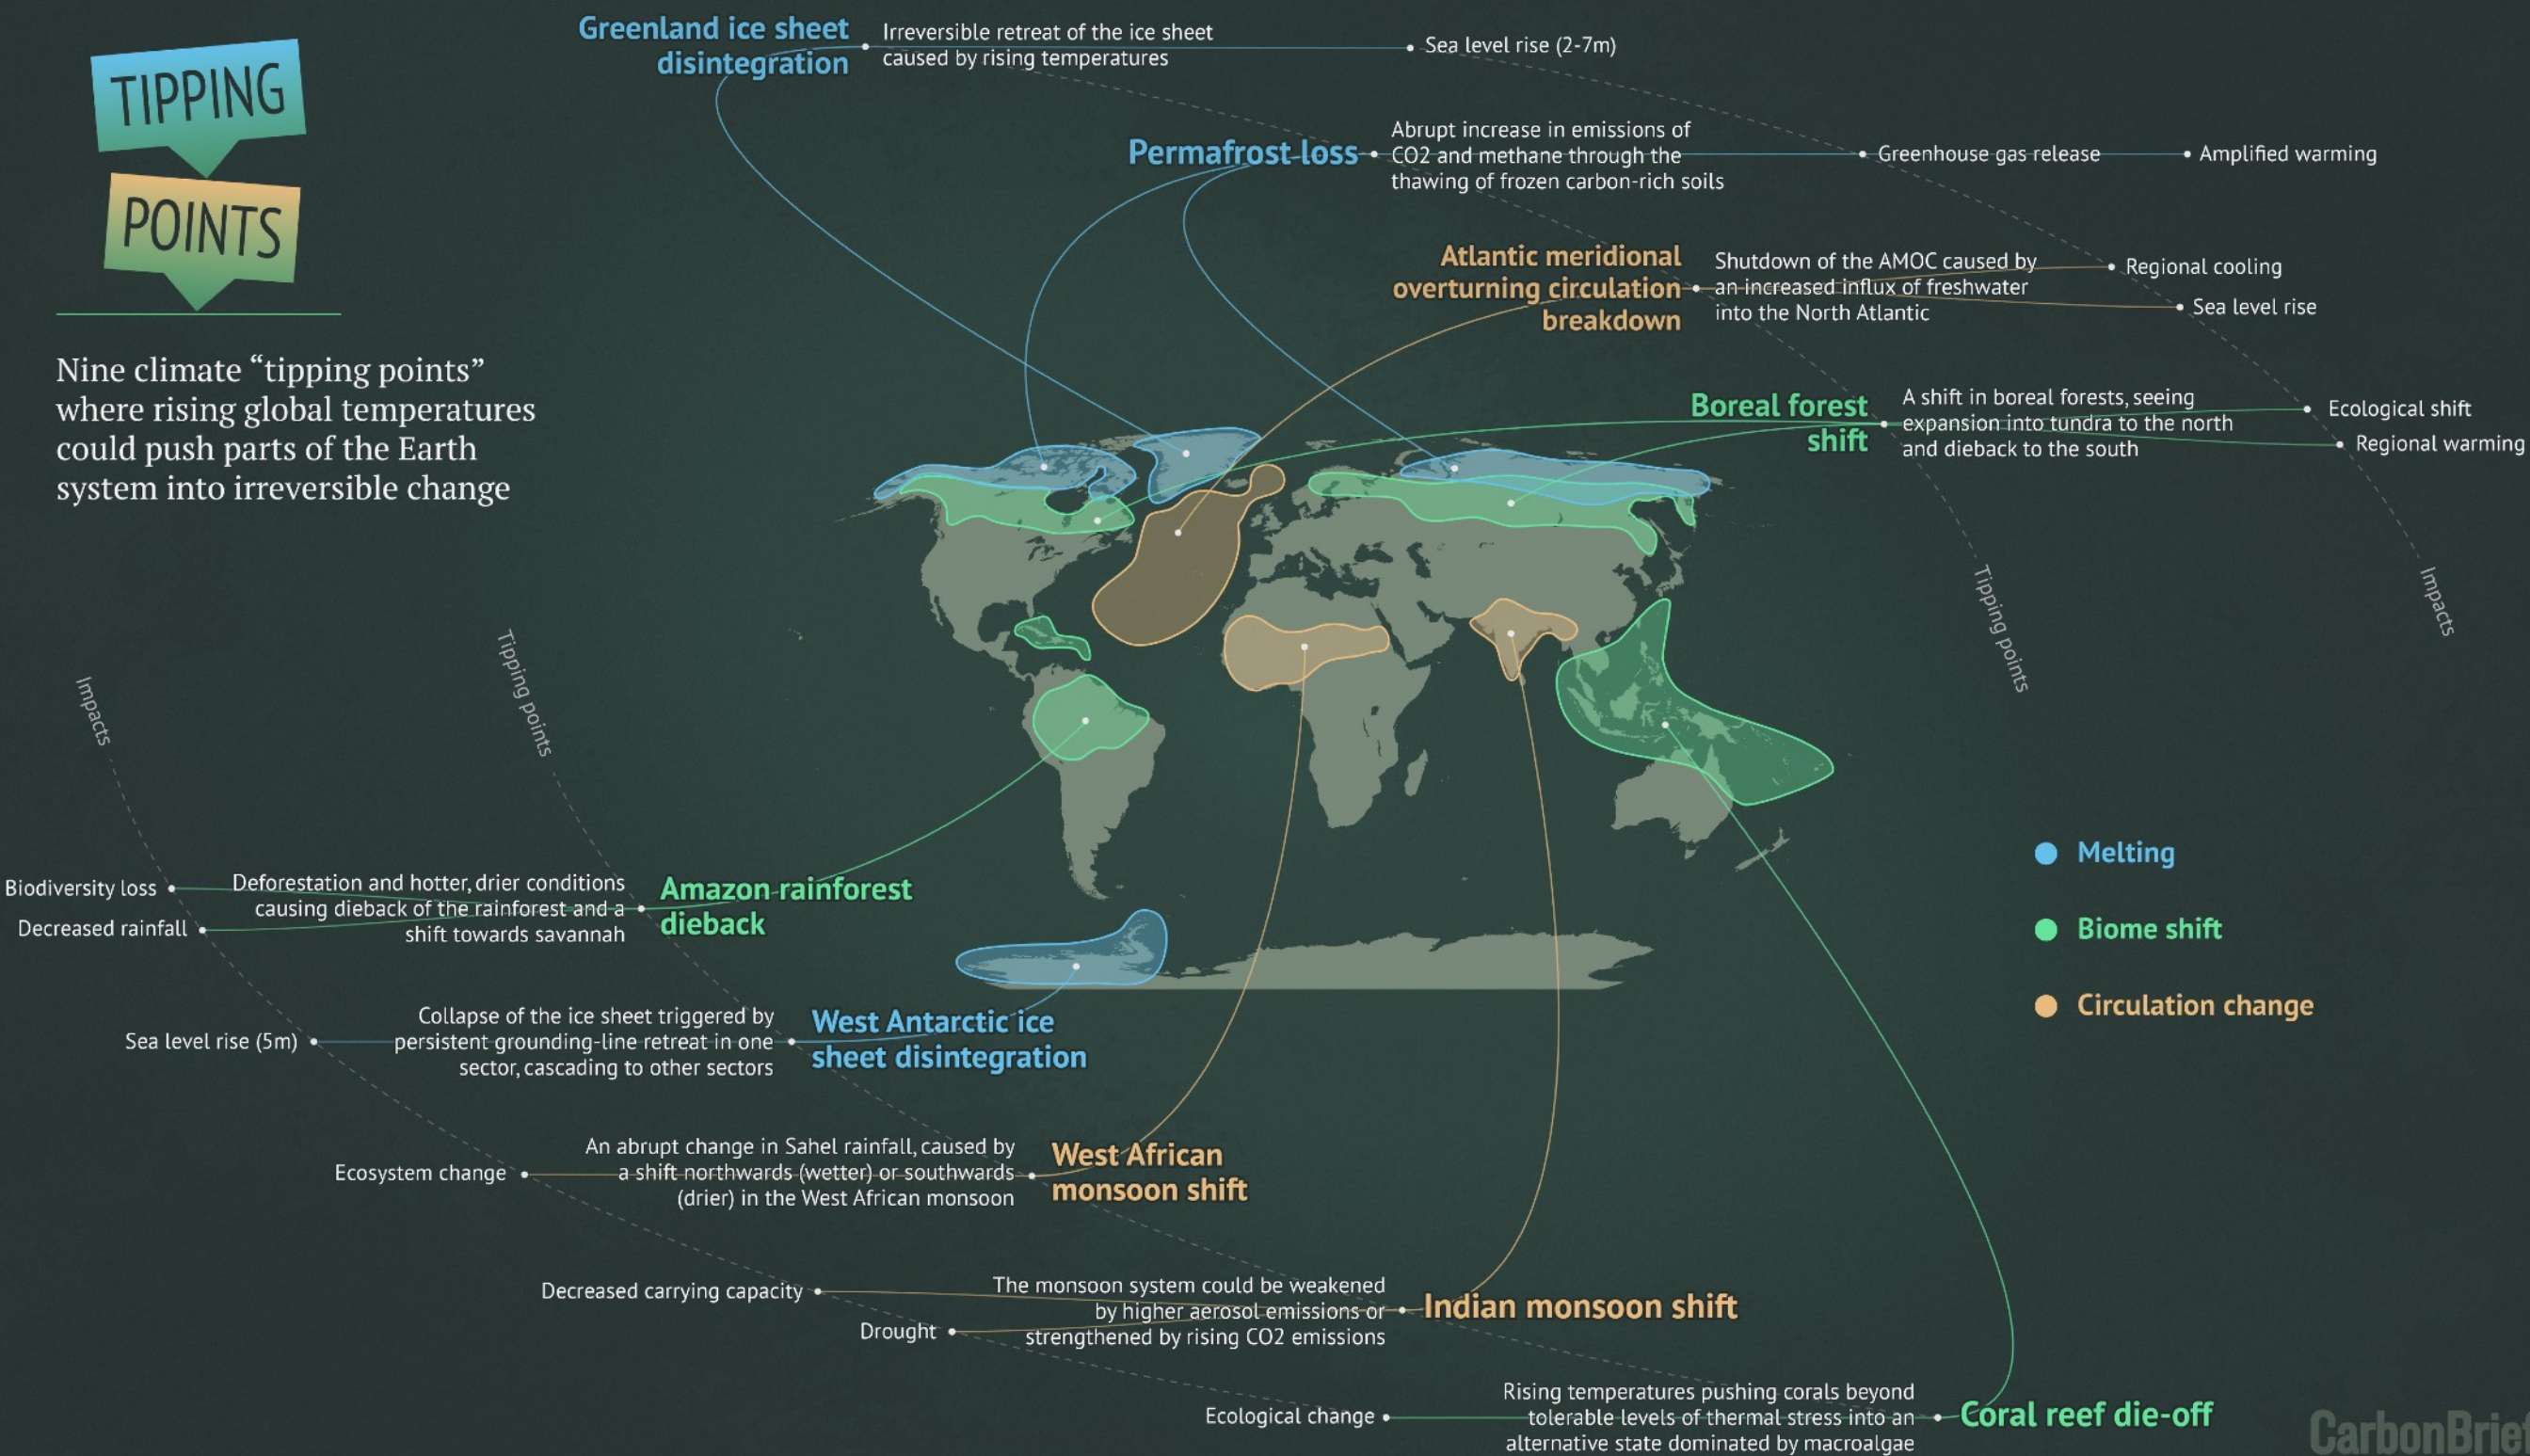 TIPPING
POINTS
Nine climate “tipping points”
where rising global temperatures
could push parts of the Earth
system into irreversible change
Greenland ice sheet
disintegration
Irreversible retreat of the ice sheet
caused by rising temperatures
Sea level rise (2-7m)
Permafrost loss
Abrupt increase in emissions of
CO2 and methane through the
thawing of frozen carbon-rich soils
Greenhouse gas release
Amplified warming
Atlantic meridional
overturning circulation
breakdown
Shutdown of the AMOC caused by
an increased influx of freshwater
into the North Atlantic
Regional cooling
Sea level rise
Boreal forest
shift
A shift in boreal forests, seeing
expansion into tundra to the north
and dieback to the south
Ecological shift
Regional warming
Tipping points
Impacts
Impacts
Tipping points
Melting
Biome shift
Circulation change
Biodiversity loss
Decreased rainfall
Deforestation and hotter, drier conditions
causing dieback of the rainforest and a
shift towards savannah
Amazon rainforest
dieback
Sea level rise (5m)
Collapse of the ice sheet triggered by
persistent grounding-line retreat in one
sector, cascading to other sectors
West Antarctic ice
sheet disintegration
Ecosystem change
An abrupt change in Sahel rainfall, caused by
a shift northwards (wetter) or southwards
(drier) in the West African monsoon
West African
monsoon shift
Decreased carrying capacity
Drought
The monsoon system could be weakened
by higher aerosol emissions or
strengthened by rising CO2 emissions
Indian monsoon shift
Ecological change
Rising temperatures pushing corals beyond
tolerable levels of thermal stress into an
alternative state dominated by macroalgae
Coral reef die-off
CarbonBrief